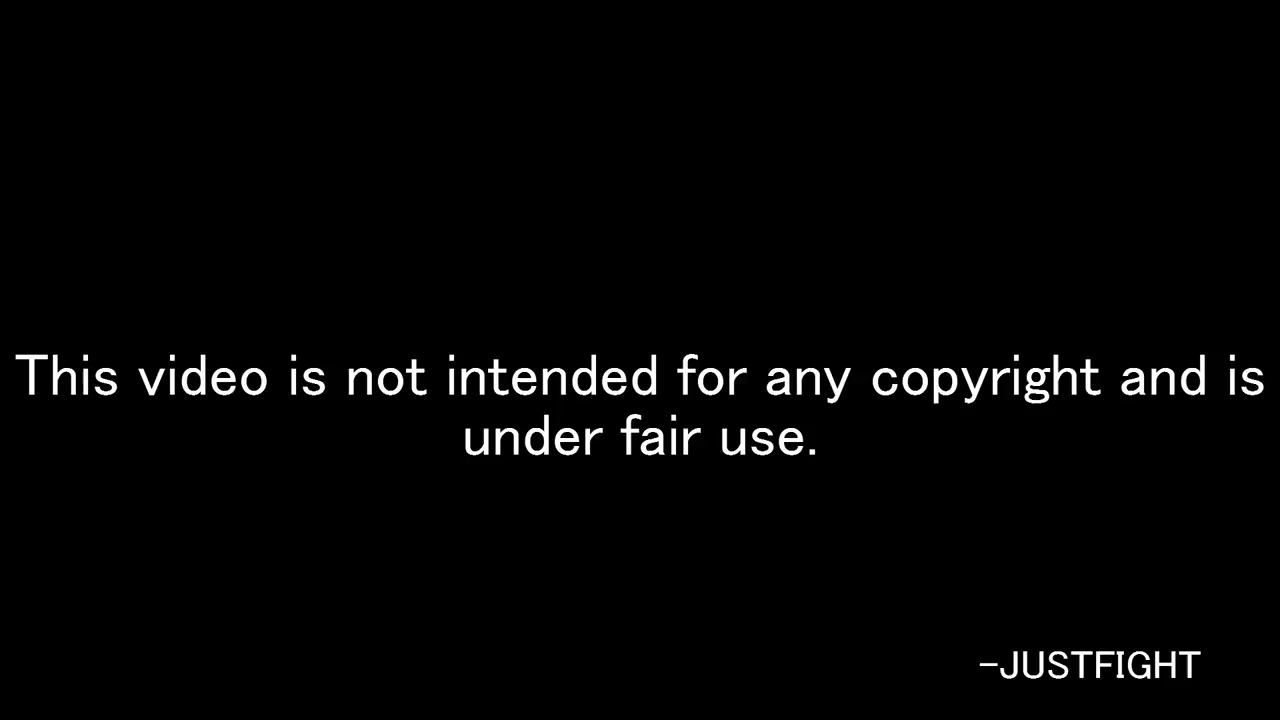 This video is not intended for any copyright and is
under fair use.
-JUSTFIGHT